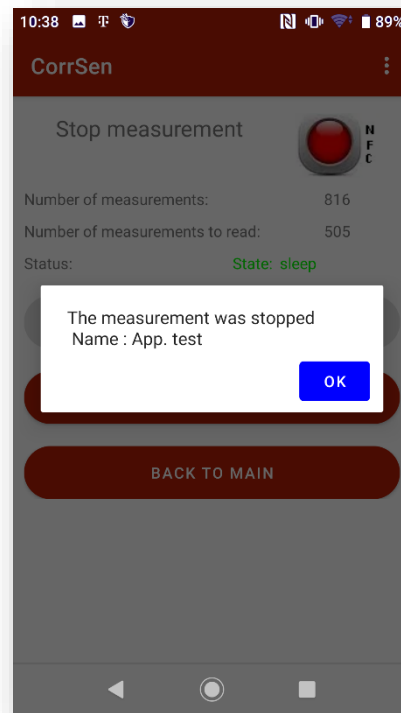 10:38 T 89%
CorrSen
Stop measurement
N
F
C
Number of measurements: 816
Number of measurements to read: 505
Status: State: sleep
The measurement was stopped
Name : App. test
OK
BACK TO MAIN